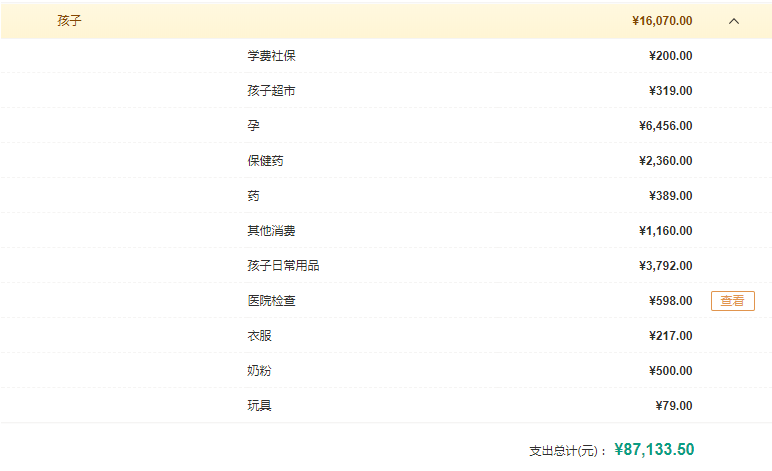 孩子 ¥16,070.00
学费社保 ¥200.00
孩子超市 ¥319.00
孕 ¥6,456.00
保健药 ¥2,360.00
药 ¥389.00
其他消费 ¥1,160.00
孩子日常用品 ¥3,792.00
医院检查 ¥598.00 查看
衣服 ¥217.00
奶粉 ¥500.00
玩具 ¥79.00
支出总计(元)： ¥87,133.50